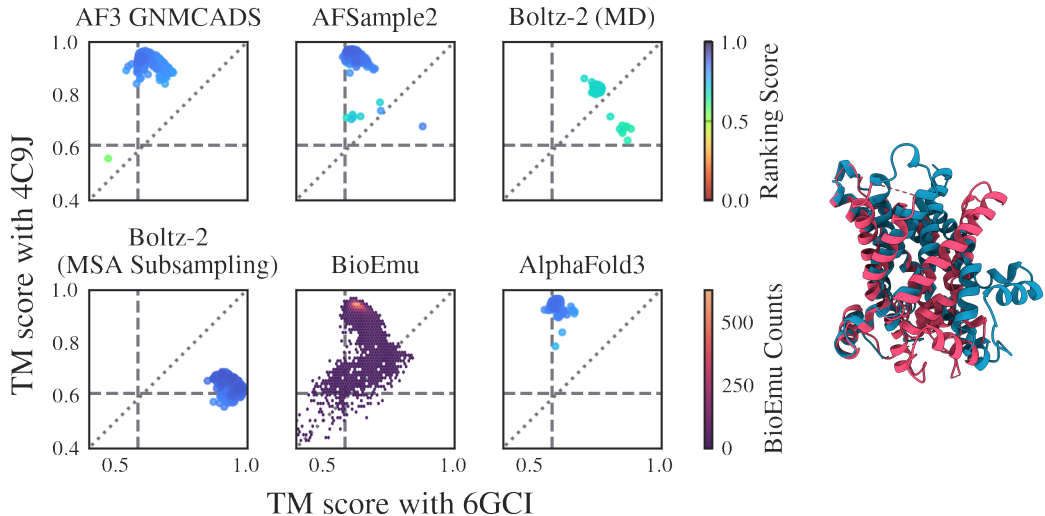 AF3 GNMCADS
AFSample2
Boltz-2 (MD)
1.0
0.8
0.6
0.4
1.0
0.5
0.0
Ranking Score
TM score with 4C9J
Boltz-2
(MSA Subsampling)
BioEmu
AlphaFold3
1.0
0.8
0.6
0.4
0.5
1.0
0.5
1.0
0.5
1.0
500
250
0
BioEmu Counts
TM score with 6GCI